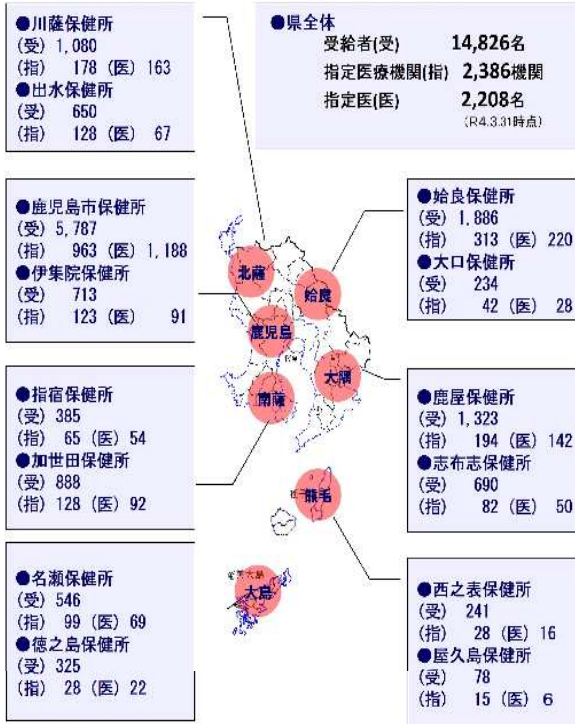 ●川薩保健所
(受) 1,080
(指) 178 (医) 163
●出水保健所
(受) 650
(指) 128 (医) 67
●県全体
受給者(受) 14,826名
指定医療機関(指) 2,386機関
指定医(医) 2,208名
(R4.3.31時点)
●鹿児島市保健所
(受) 5,787
(指) 963 (医) 1,188
●伊集院保健所
(受) 713
(指) 123 (医) 91
●姶良保健所
(受) 1,886
(指) 313 (医) 220
●大口保健所
(受) 234
(指) 42 (医) 28
北薩
姶良
鹿児島
大隅
南薩
熊毛
大島
●指宿保健所
(受) 385
(指) 65 (医) 54
●加世田保健所
(受) 888
(指) 128 (医) 92
●鹿屋保健所
(受) 1,323
(指) 194 (医) 142
●志布志保健所
(受) 690
(指) 82 (医) 50
●名瀬保健所
(受) 546
(指) 99 (医) 69
●徳之島保健所
(受) 325
(指) 28 (医) 22
●西之表保健所
(受) 241
(指) 28 (医) 16
●屋久島保健所
(受) 78
(指) 15 (医) 6